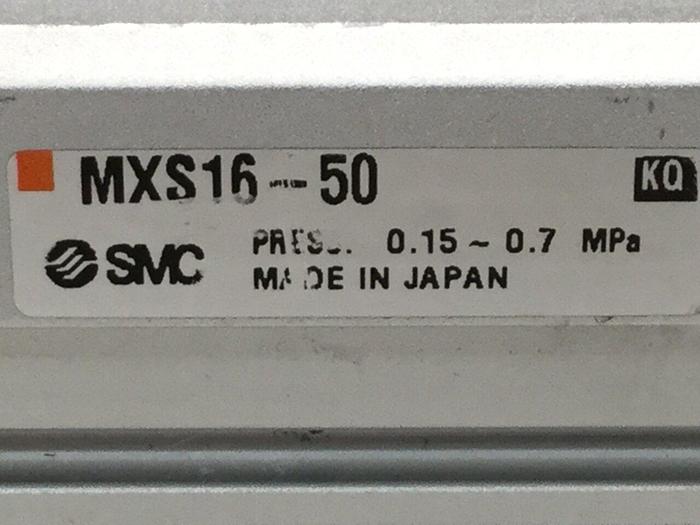 MXS16-50 KQ
SMC
PRESS. 0.15~0.7 MPa
MADE IN JAPAN